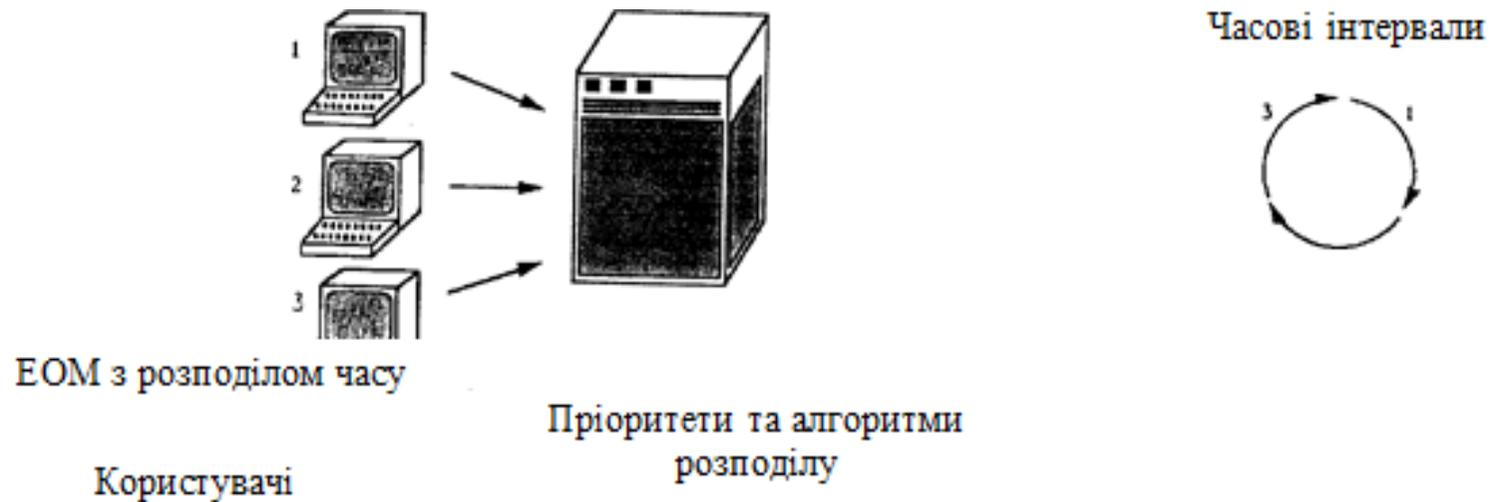 Часові інтервали
1
2
3
3
1
ЕОМ з розподілом часу
Пріоритети та алгоритми
розподілу
Користувачі